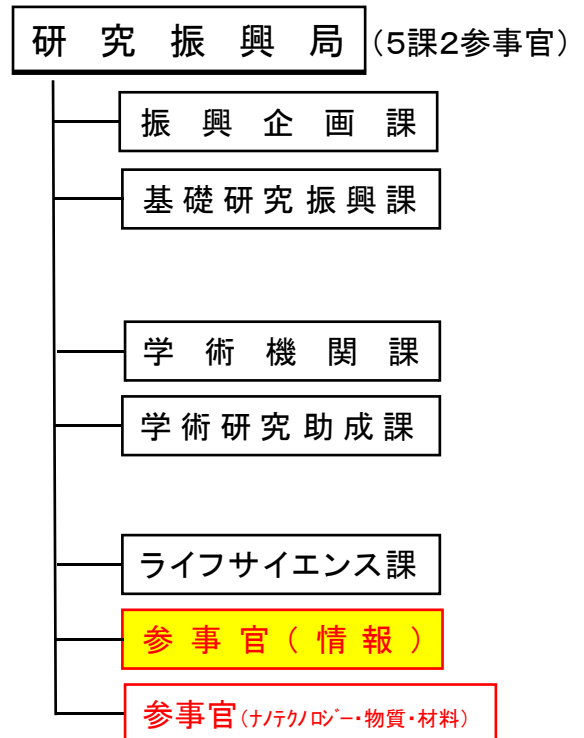 研究振興局(5課2参事官)
振興企画課
基礎研究振興課
学術機関課
学術研究助成課
ライフサイエンス課
参事官(情報)
参事官(ナノテクノロジー・物質・材料)